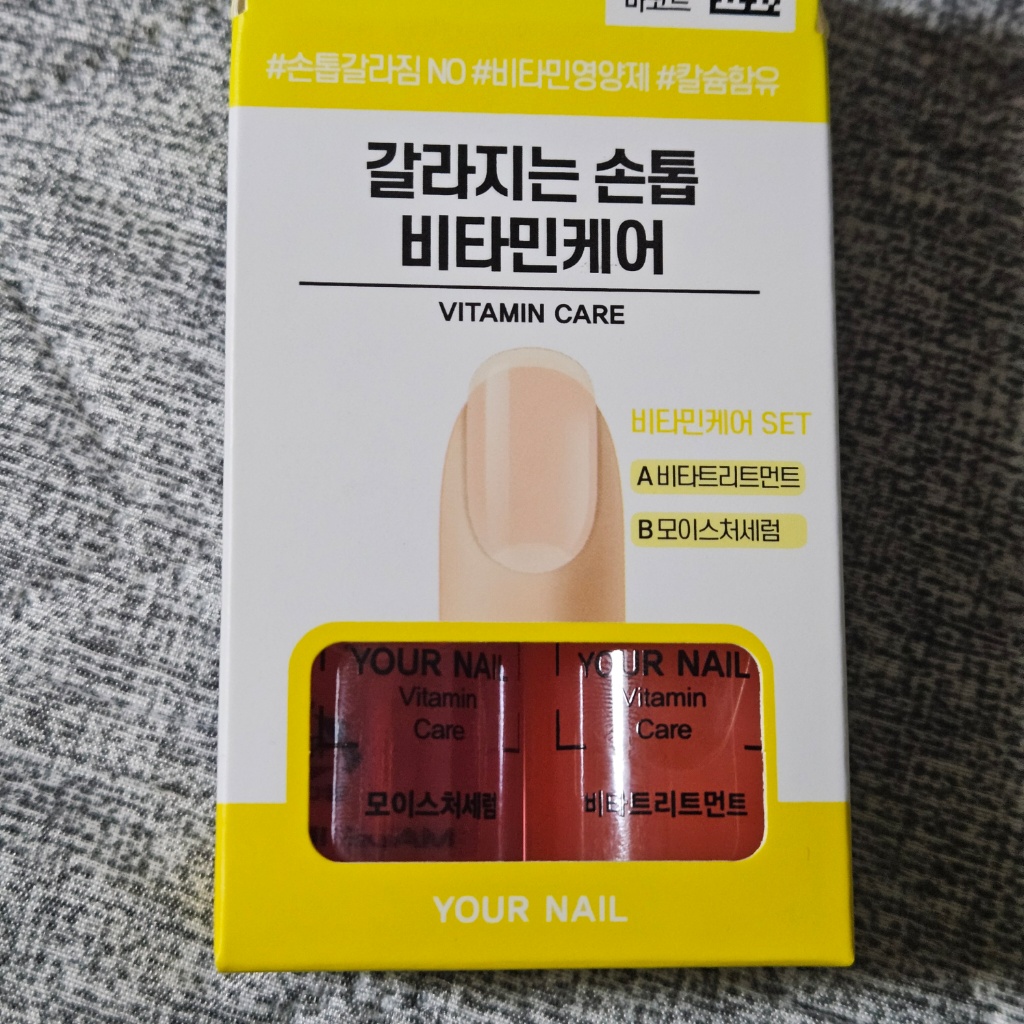 바코드
#손톱갈라짐 NO #비타민영양제 #칼슘함유
갈라지는 손톱
비타민케어
VITAMIN CARE
비타민케어 SET
A 비타트리트먼트
B 모이스처세럼
YOUR NAIL
Vitamin
Care
모이스처세럼
YOUR NAIL
Vitamin
Care
비타트리트먼트
YOUR NAIL